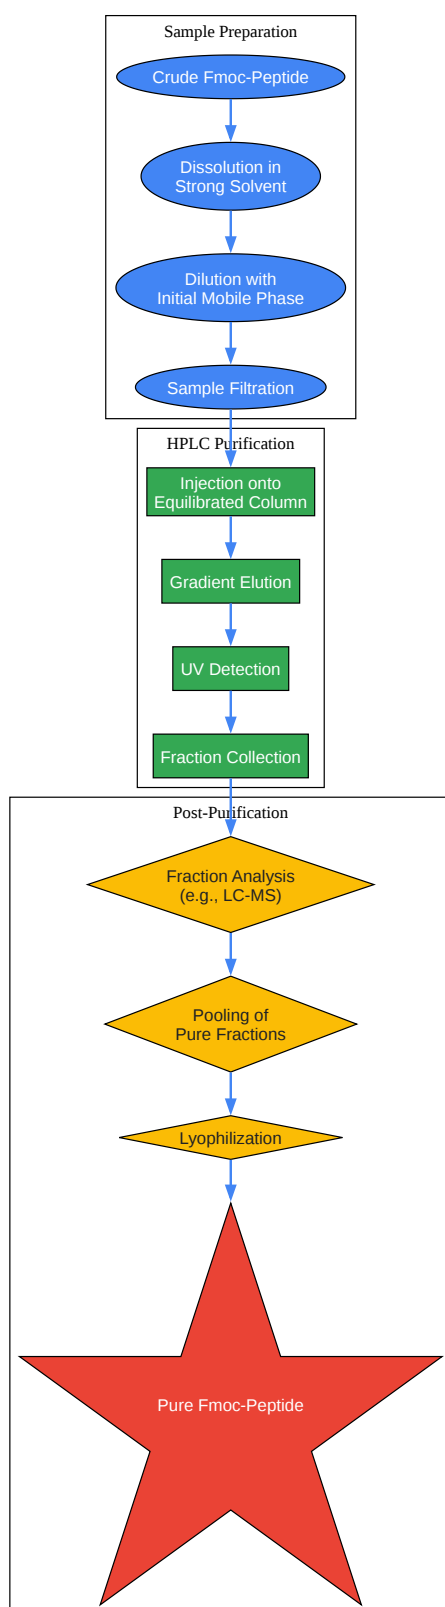 Sample Preparation
Crude Fmoc-Peptide
Dissolution in
Strong Solvent
Dilution with
Initial Mobile Phase
Sample Filtration
HPLC Purification
Injection onto
Equilibrated Column
Gradient Elution
UV Detection
Fraction Collection
Post-Purification
Fraction Analysis
(e.g., LC-MS)
Pooling of
Pure Fractions
Lyophilization
Pure Fmoc-Peptide